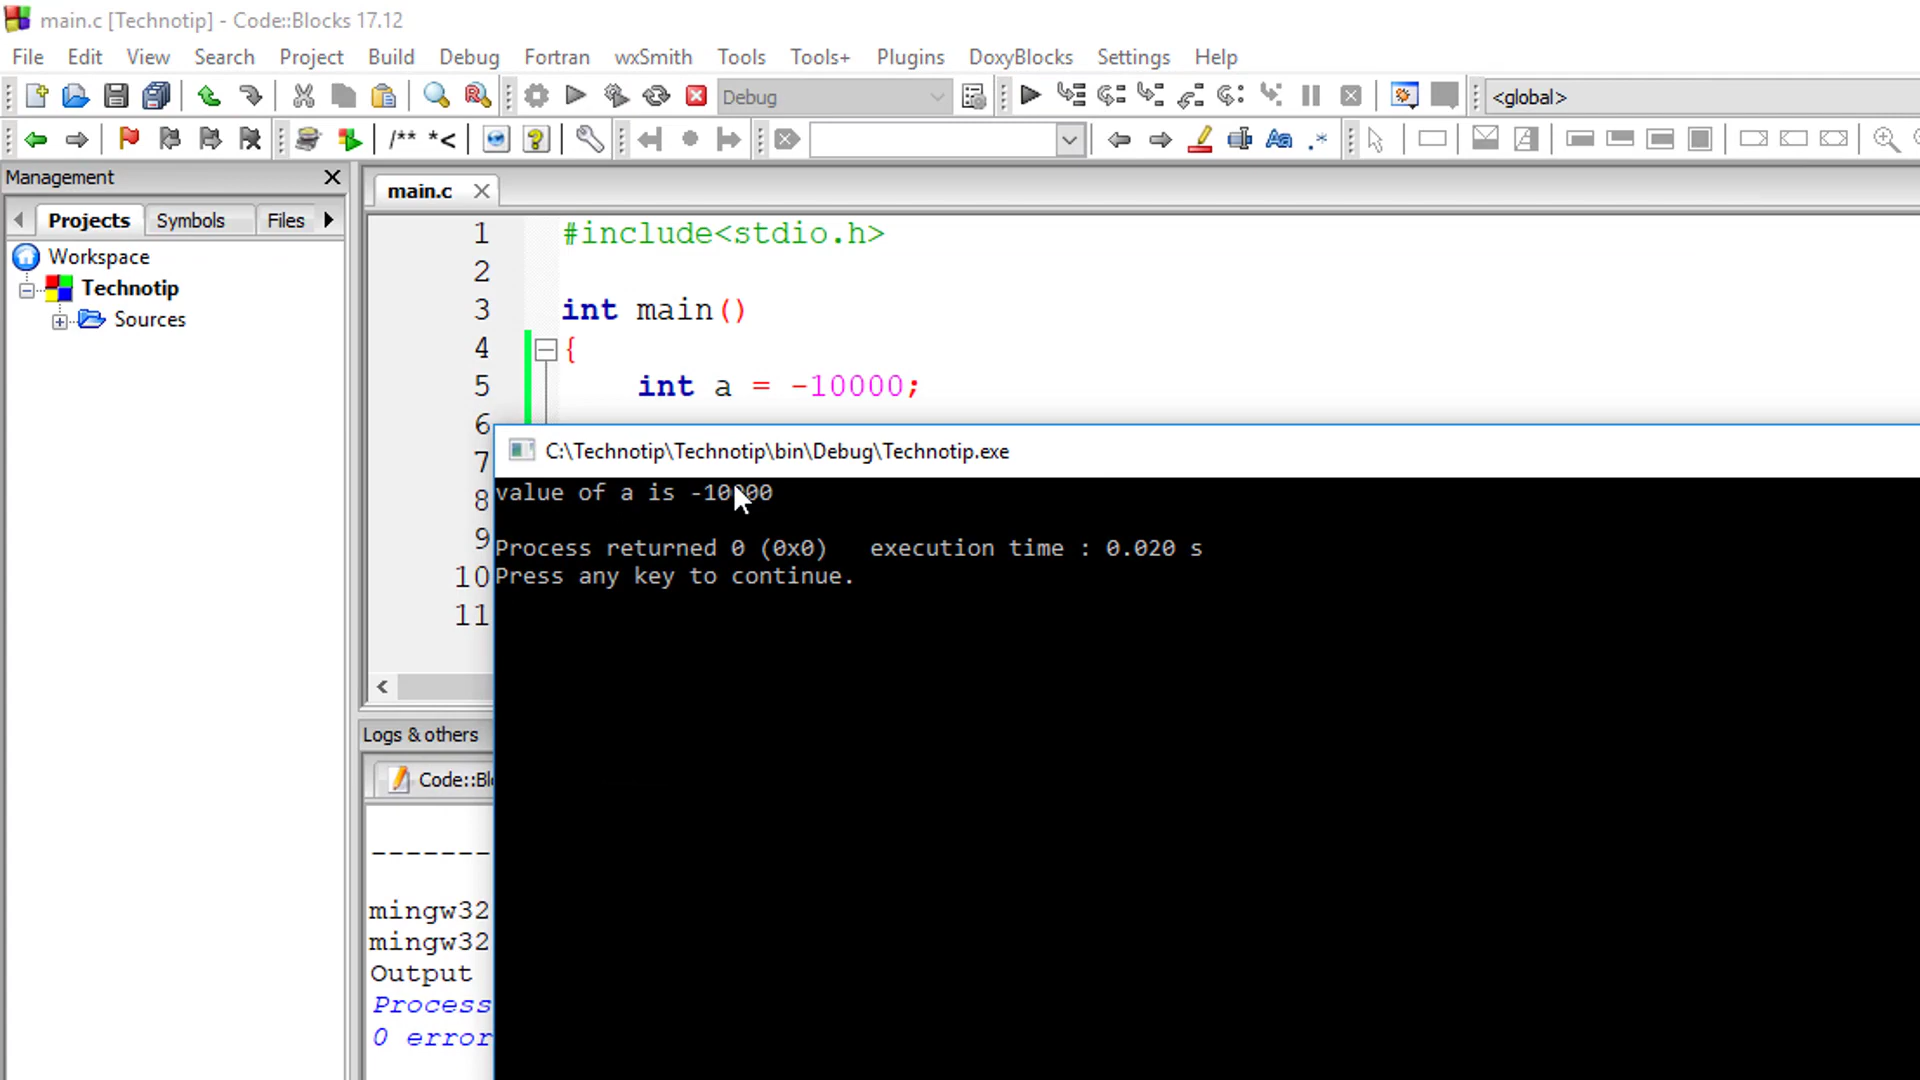 main.c [Technotip] - Code::Blocks 17.12
File Edit View Search Project Build Debug Fortran wxSmith Tools Tools+ Plugins DoxyBlocks Settings Help
Debug <global>
/** *<
Management
Projects Symbols Files
main.c
Workspace
Technotip
Sources
1 #include<stdio.h>
2
3 int main()
4 {
5 int a = -10000;
6
7
8
9
10
11
C:\Technotip\Technotip\bin\Debug\Technotip.exe
value of a is -10000
Process returned 0 (0x0) execution time : 0.020 s
Press any key to continue.
Logs & others
Code::Bl
--------
mingw32
mingw32
Output
Process
0 error